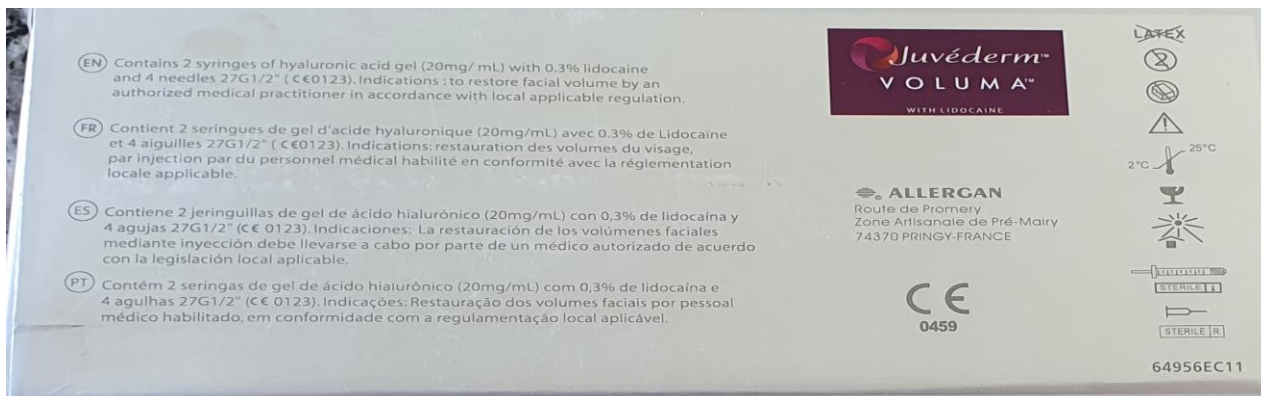 EN Contains 2 syringes of hyaluronic acid gel (20mg/ mL) with 0.3% lidocaine
and 4 needles 27G1/2" ( CE0123). Indications : to restore facial volume by an
authorized medical practitioner in accordance with local applicable regulation.
FR Contient 2 seringues de gel d'acide hyaluronique (20mg/mL) avec 0.3% de Lidocaïne
et 4 aiguilles 27G1/2" ( CE0123). Indications: restauration des volumes du visage,
par injection par du personnel médical habilité en conformité avec la réglementation
locale applicable.
ES Contiene 2 jeringuillas de gel de ácido hialurónico (20mg/mL) con 0,3% de lidocaína y
4 agujas 27G1/2" (CE 0123). Indicaciones: La restauración de los volúmenes faciales
mediante inyección debe llevarse a cabo por parte de un médico autorizado de acuerdo
con la legislación local aplicable.
PT Contém 2 seringas de gel de ácido hialurônico (20mg/mL) com 0,3% de lidocaína e
4 agulhas 27G1/2" (CE 0123). Indicações: Restauração dos volumes faciais por pessoal
médico habilitado, em conformidade com a regulamentação local aplicável.
Juvéderm™
VOLUMA™
WITH LIDOCAINE
ALLERGAN
Route de Promery
Zone Artisanale de Pré-Mairy
74370 PRINGY-FRANCE
CE
0459
LATEX
2
25°C
2°C
STERILE
STERILE R
64956EC11